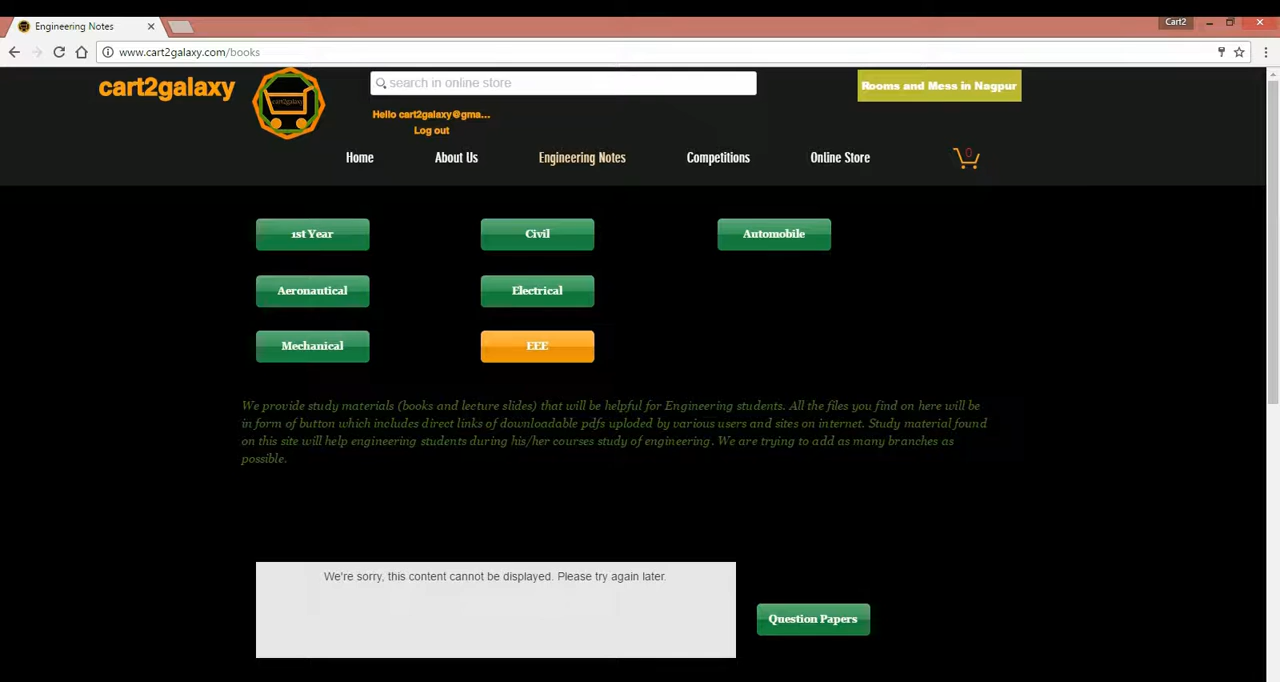 Engineering Notes
Cart2
www.cart2galaxy.com/books
cart2galaxy
cart2galaxy
search in online store
Rooms and Mess in Nagpur
Hello cart2galaxy@gma...
Log out
Home
About Us
Engineering Notes
Competitions
Online Store
0
1st Year
Civil
Automobile
Aeronautical
Electrical
Mechanical
EEE
We provide study materials (books and lecture slides) that will be helpful for Engineering students. All the files you find on here will be
in form of button which includes direct links of downloadable pdfs uploded by various users and sites on internet. Study material found
on this site will help engineering students during his/her courses study of engineering. We are trying to add as many branches as
possible.
We're sorry, this content cannot be displayed. Please try again later.
Question Papers